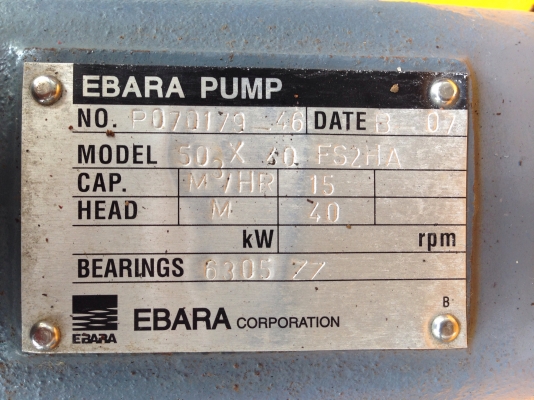 EBARA PUMP
NO. P070179-46 DATE B 07
MODEL 50 X 40 FS2HA
CAP. M³/HR 15
HEAD M 40
kW rpm
BEARINGS 6305 ZZ
B
EBARA EBARA CORPORATION